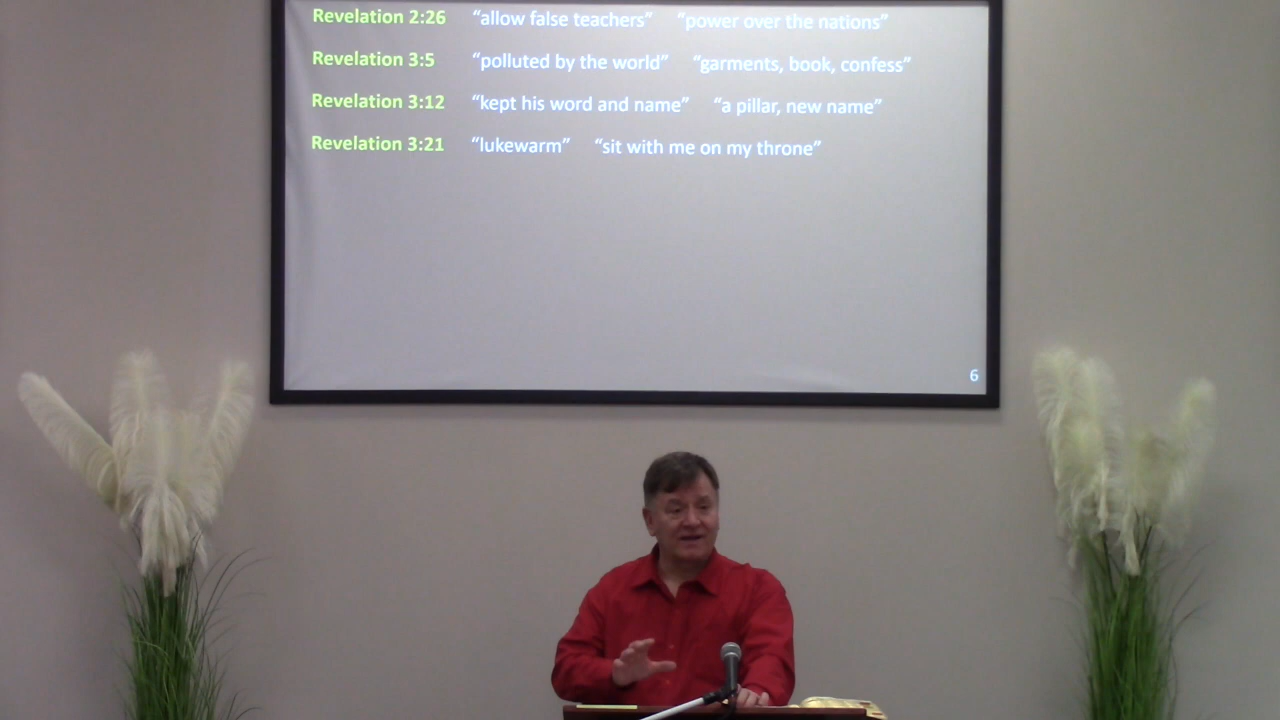 Revelation 2:26 “allow false teachers” “power over the nations”
Revelation 3:5 “polluted by the world” “garments, book, confess”
Revelation 3:12 “kept his word and name” “a pillar, new name”
Revelation 3:21 “lukewarm” “sit with me on my throne”
6